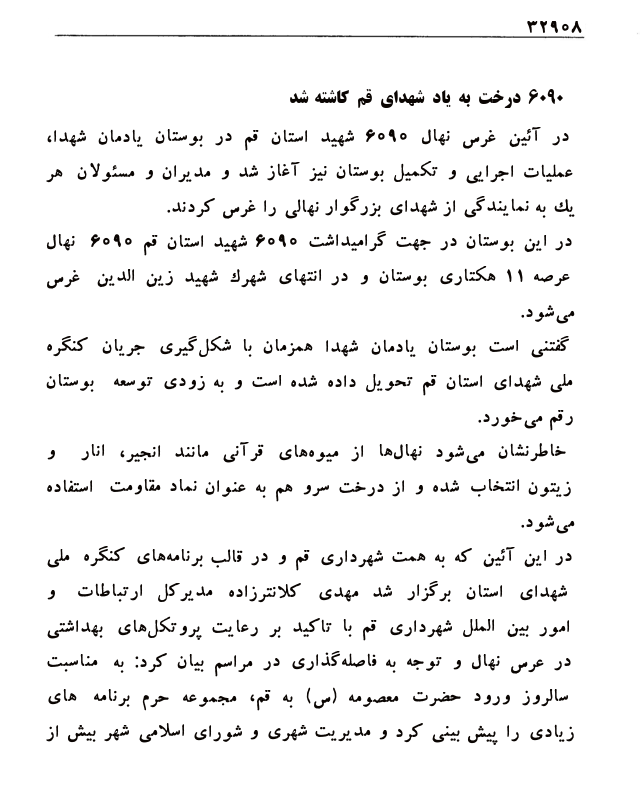 ۳۲۹۰۸
۶۰۹۰ درخت به یاد شهدای قم کاشته شد
در آئین غرس نهال ۶۰۹۰ شهید استان قم در بوستان یادمان شهدا،
عملیات اجرایی و تکمیل بوستان نیز آغاز شد و مدیران و مسئولان هر
یك به نمایندگی از شهدای بزرگوار نهالی را غرس کردند.
در این بوستان در جهت گرامیداشت ۶۰۹۰ شهید استان قم ۶۰۹۰ نهال
عرصه ۱۱ هکتاری بوستان و در انتهای شهرك شهید زین الدین غرس
می‌شود.
گفتنی است بوستان یادمان شهدا همزمان با شکل‌گیری جریان کنگره
ملی شهدای استان قم تحویل داده شده است و به زودی توسعه بوستان
رقم می‌خورد.
خاطرنشان می‌شود نهال‌ها از میوه‌های قرآنی مانند انجیر، انار و
زیتون انتخاب شده و از درخت سرو هم به عنوان نماد مقاومت استفاده
می‌شود.
در این آئین که به همت شهرداری قم و در قالب برنامه‌های کنگره ملی
شهدای استان برگزار شد مهدی کلانترزاده مدیرکل ارتباطات و
امور بین الملل شهرداری قم با تاکید بر رعایت پروتکل‌های بهداشتی
در عرس نهال و توجه به فاصله‌گذاری در مراسم بیان کرد: به مناسبت
سالروز ورود حضرت معصومه (س) به قم، مجموعه حرم برنامه های
زیادی را پیش بینی کرد و مدیریت شهری و شورای اسلامی شهر بیش از